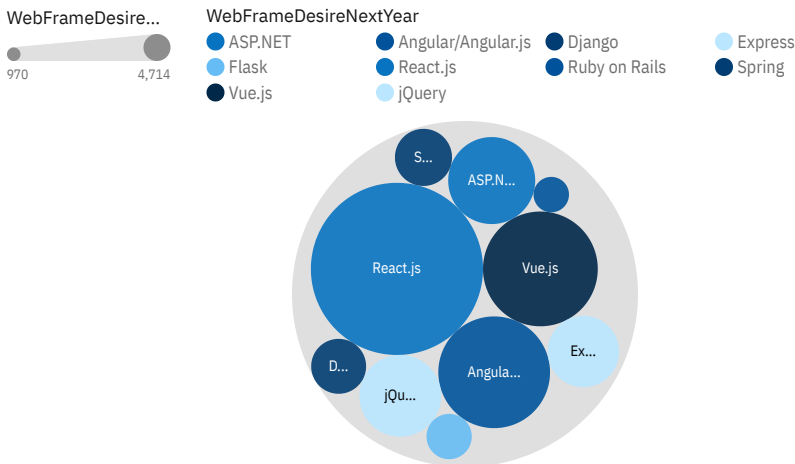 WebFrameDesire...
970 4,714
WebFrameDesireNextYear
ASP.NET Angular/Angular.js Django Express
Flask React.js Ruby on Rails Spring
Vue.js jQuery
S...
ASP.N...
React.js
Vue.js
Ex...
D...
Angula...
jQu...